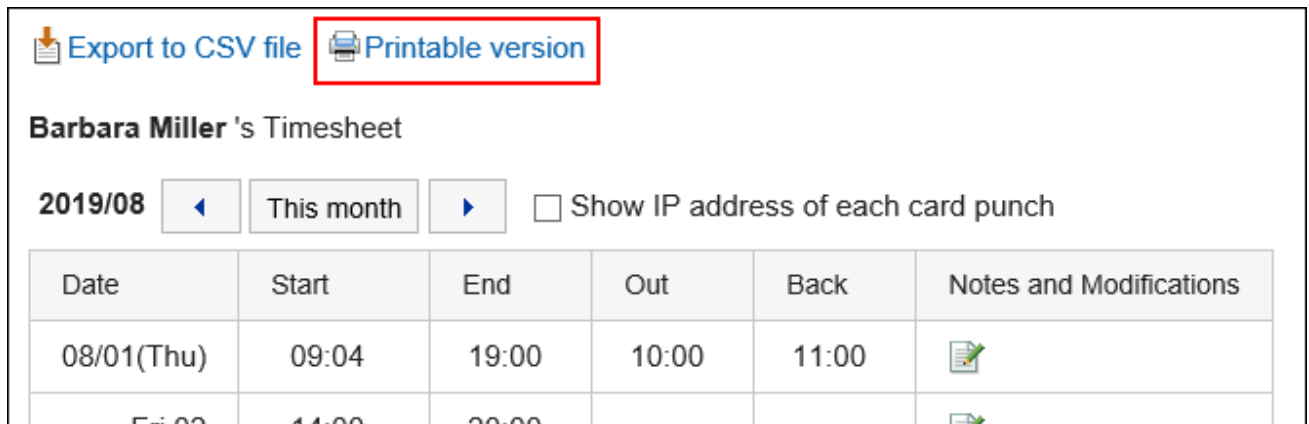 Export to CSV file Printable version
Barbara Miller 's Timesheet
2019/08 This month Show IP address of each card punch
Date Start End Out Back Notes and Modifications
08/01(Thu) 09:04 19:00 10:00 11:00